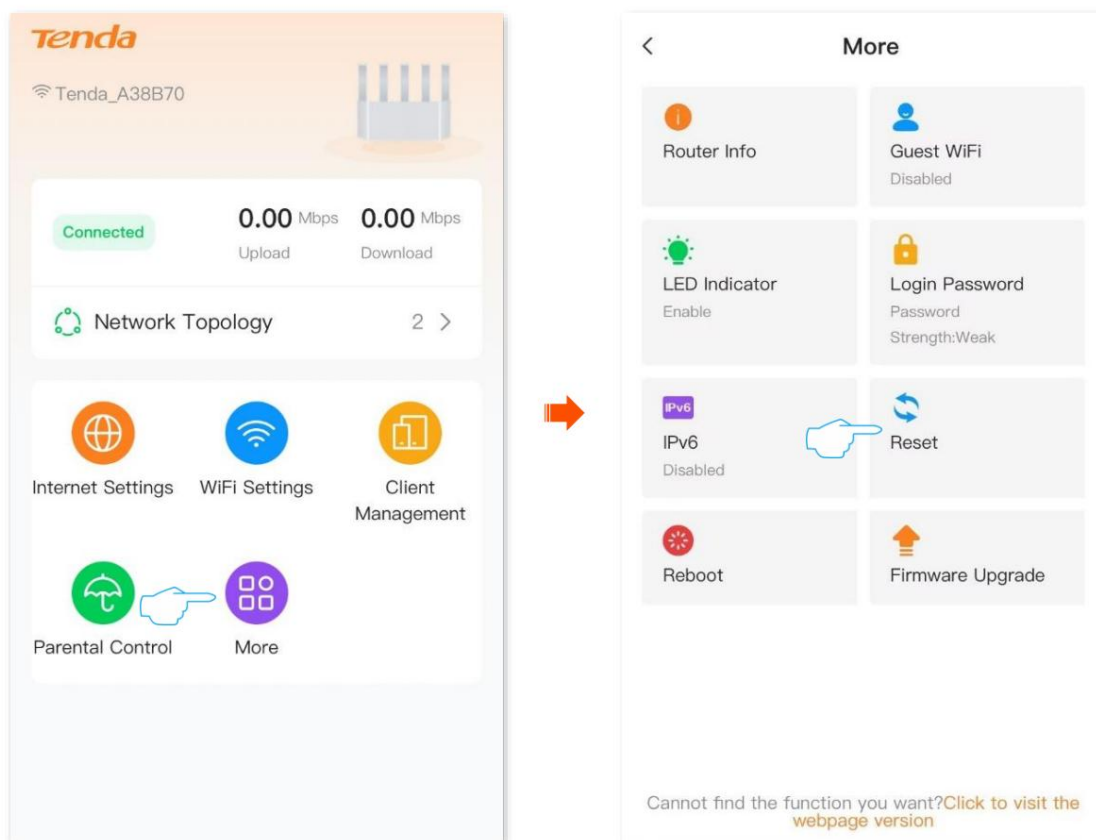 Tenda
Tenda_A38B70
Connected
0.00 Mbps
Upload
0.00 Mbps
Download
Network Topology
2
Internet Settings
WiFi Settings
Client
Management
Parental Control
More
More
Router Info
Guest WiFi
Disabled
LED Indicator
Enable
Login Password
Password
Strength:Weak
IPv6
IPv6
Disabled
Reset
Reboot
Firmware Upgrade
Cannot find the function you want?Click to visit the
webpage version